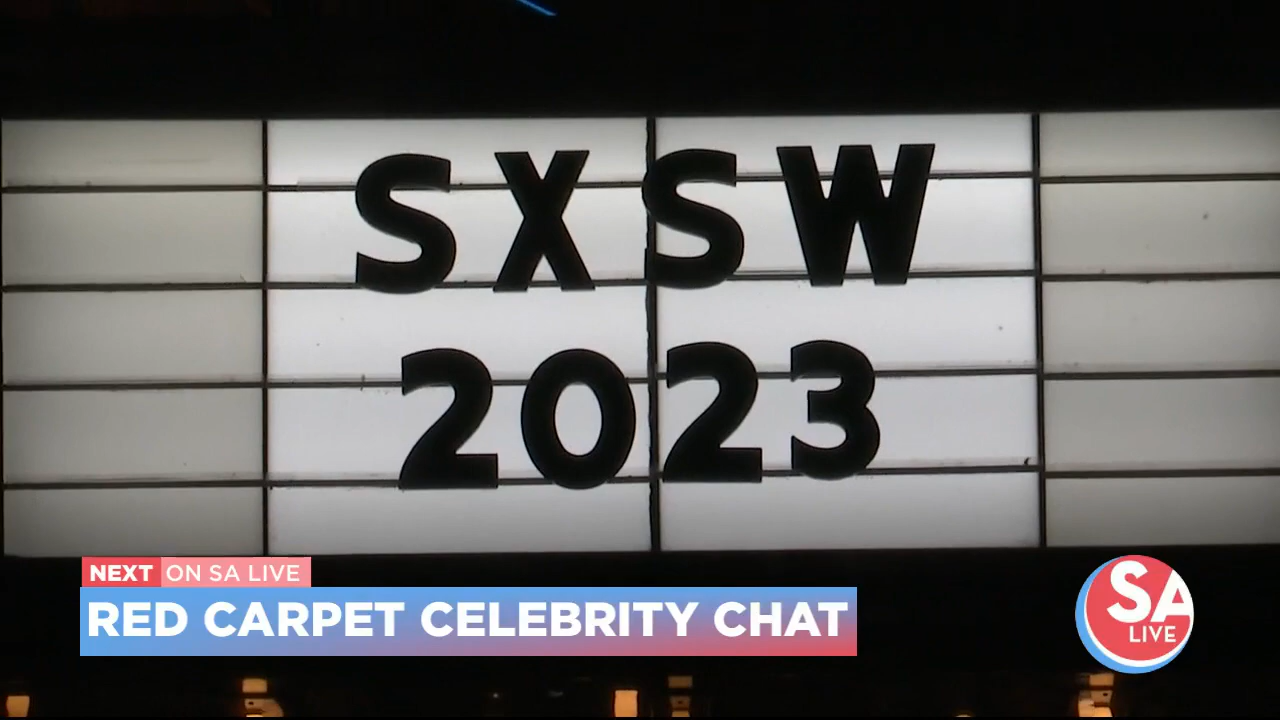 SXSW
2023
NEXT ON SA LIVE
RED CARPET CELEBRITY CHAT
SA
LIVE